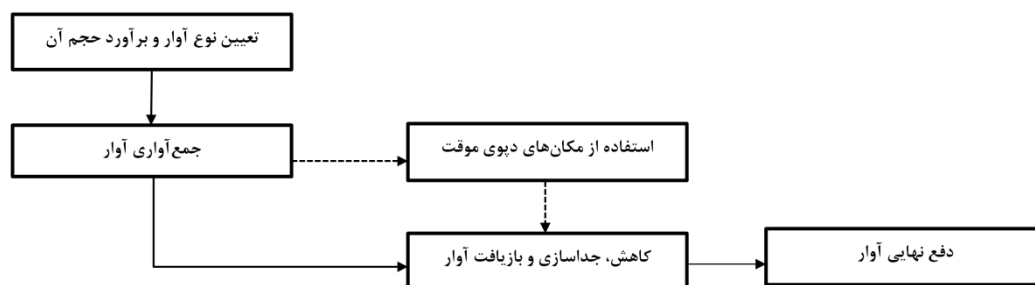 تعیین نوع آوار و برآورد حجم آن
جمع‌آواری آوار
استفاده از مکان‌های دپوی موقت
کاهش، جداسازی و بازیافت آوار
دفع نهایی آوار